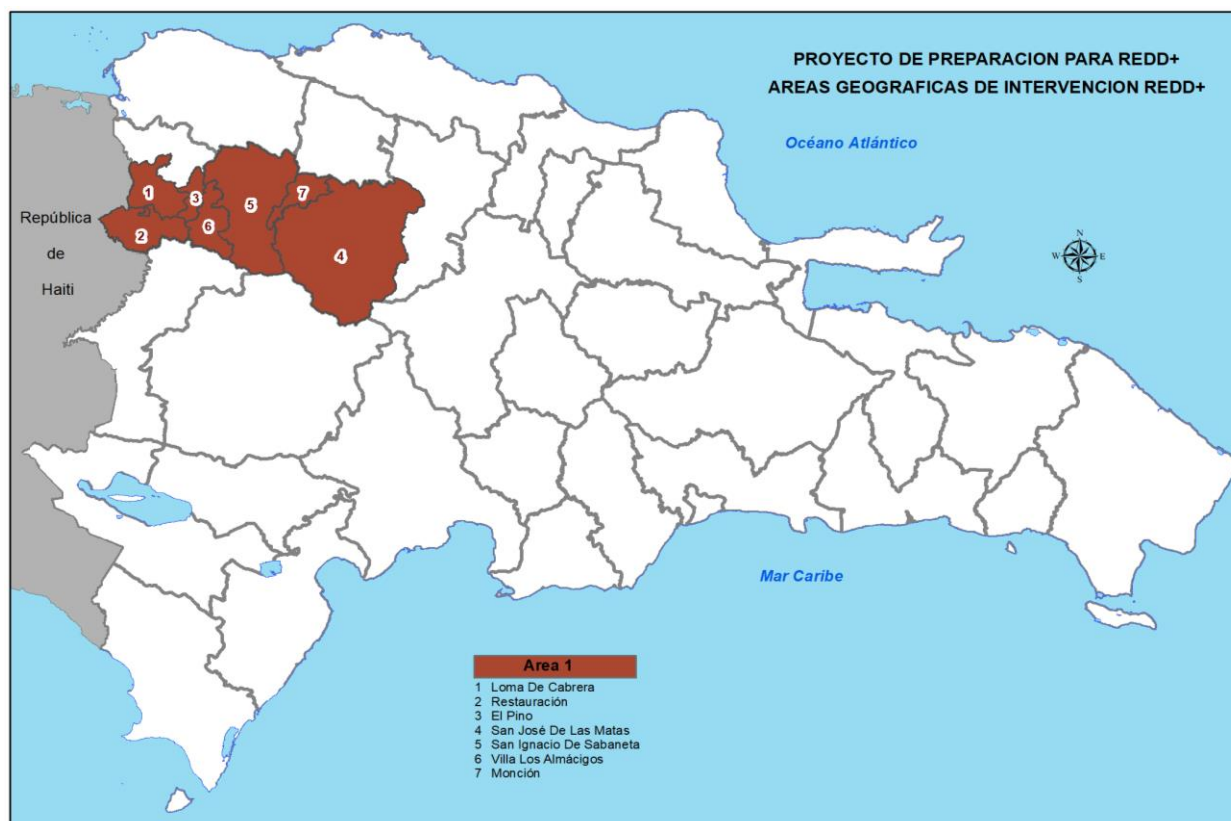 PROYECTO DE PREPARACION PARA REDD+
AREAS GEOGRAFICAS DE INTERVENCION REDD+
Océano Atlántico
N
W E
S
1
3
5
7
2
6
4
República
de
Haiti
Mar Caribe
Area 1
1 Loma De Cabrera
2 Restauración
3 El Pino
4 San José De Las Matas
5 San Ignacio De Sabaneta
6 Villa Los Almácigos
7 Monción